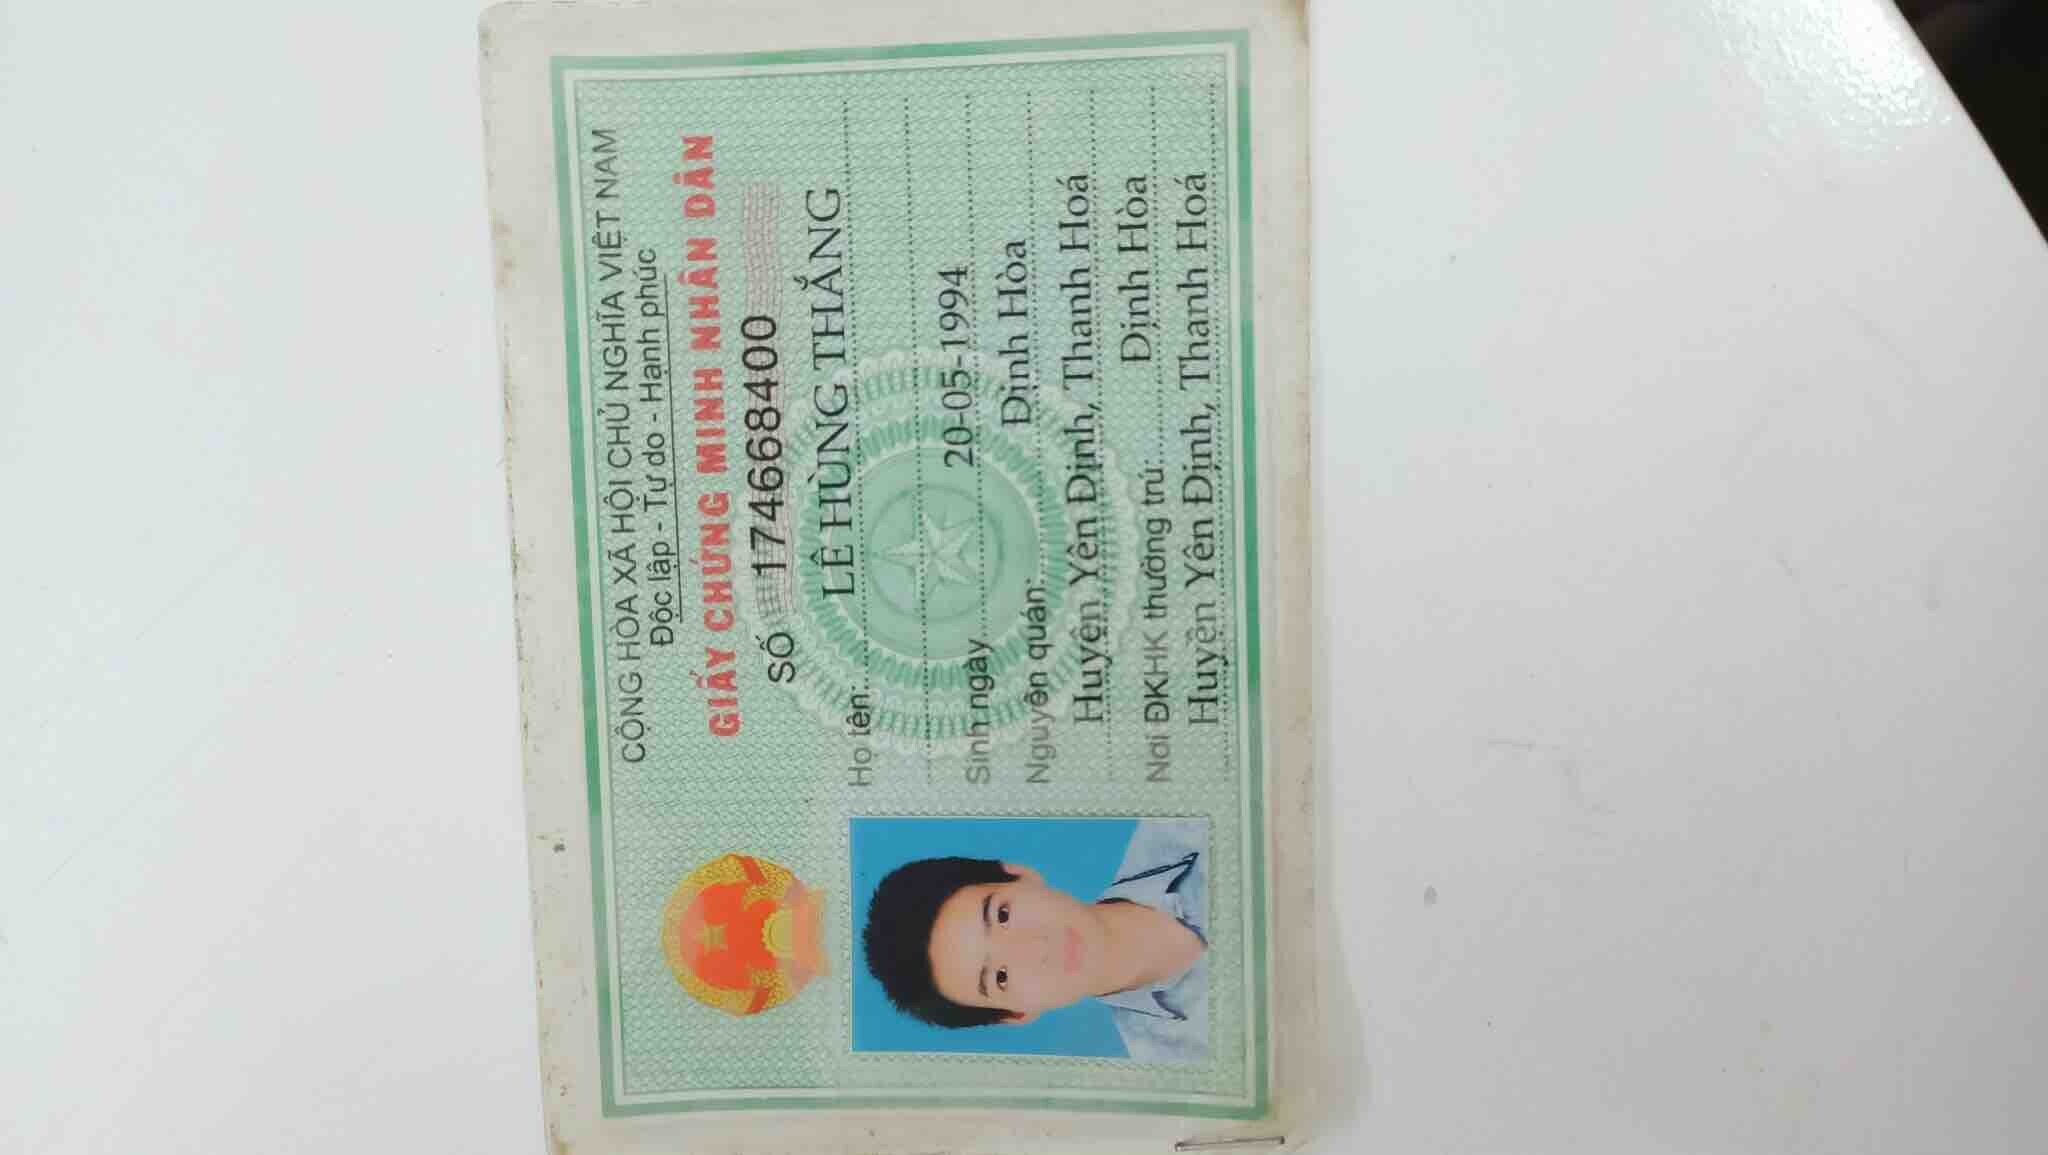 CỘNG HÒA XÃ HỘI CHỦ NGHĨA VIỆT NAM
Độc lập - Tự do - Hạnh phúc
GIẤY CHỨNG MINH NHÂN DÂN
SỐ 174668400
Họ tên: LÊ HÙNG THẮNG
Sinh ngày 20-05-1994
Nguyên quán: Định Hòa
Huyện Yên Định, Thanh Hoá
Nơi ĐKHK thường trú: Định Hòa
Huyện Yên Định, Thanh Hoá